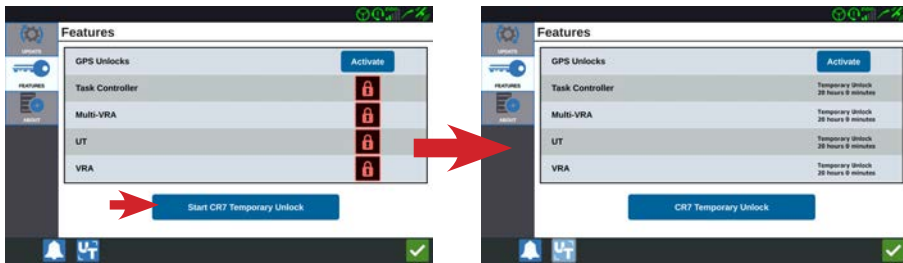 Features
UPDATE
FEATURES
ABOUT
GPS Unlocks
Activate
Task Controller
Multi-VRA
UT
VRA
Start CR7 Temporary Unlock
UT
Features
UPDATE
FEATURES
ABOUT
GPS Unlocks
Activate
Task Controller
Temporary Unlock
20 hours 0 minutes
Multi-VRA
Temporary Unlock
20 hours 0 minutes
UT
Temporary Unlock
20 hours 0 minutes
VRA
Temporary Unlock
20 hours 0 minutes
CR7 Temporary Unlock
UT